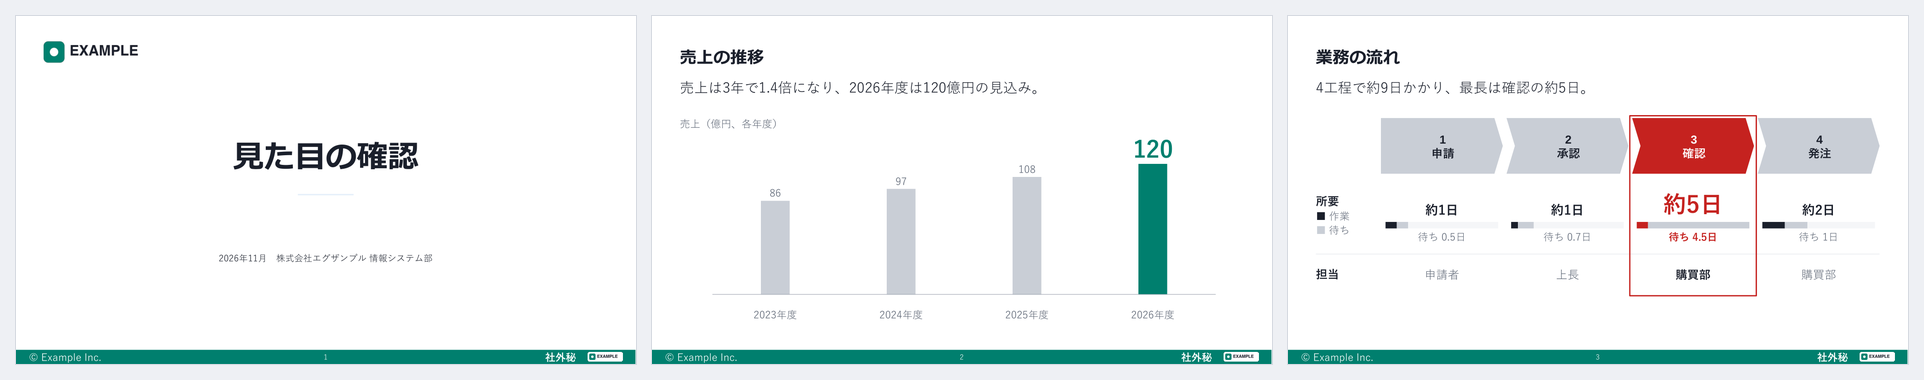 EXAMPLE
見た目の確認
2026年11月　株式会社エグザンプル 情報システム部
© Example Inc.
1
社外秘
EXAMPLE
売上の推移
売上は3年で1.4倍になり、2026年度は120億円の見込み。
売上（億円、各年度）
86
97
108
120
2023年度
2024年度
2025年度
2026年度
© Example Inc.
2
社外秘
EXAMPLE
業務の流れ
4工程で約9日かかり、最長は確認の約5日。
1
申請
2
承認
3
確認
4
発注
所要
作業
待ち
約1日
待ち 0.5日
約1日
待ち 0.7日
約5日
待ち 4.5日
約2日
待ち 1日
担当
申請者
上長
購買部
購買部
© Example Inc.
3
社外秘
EXAMPLE